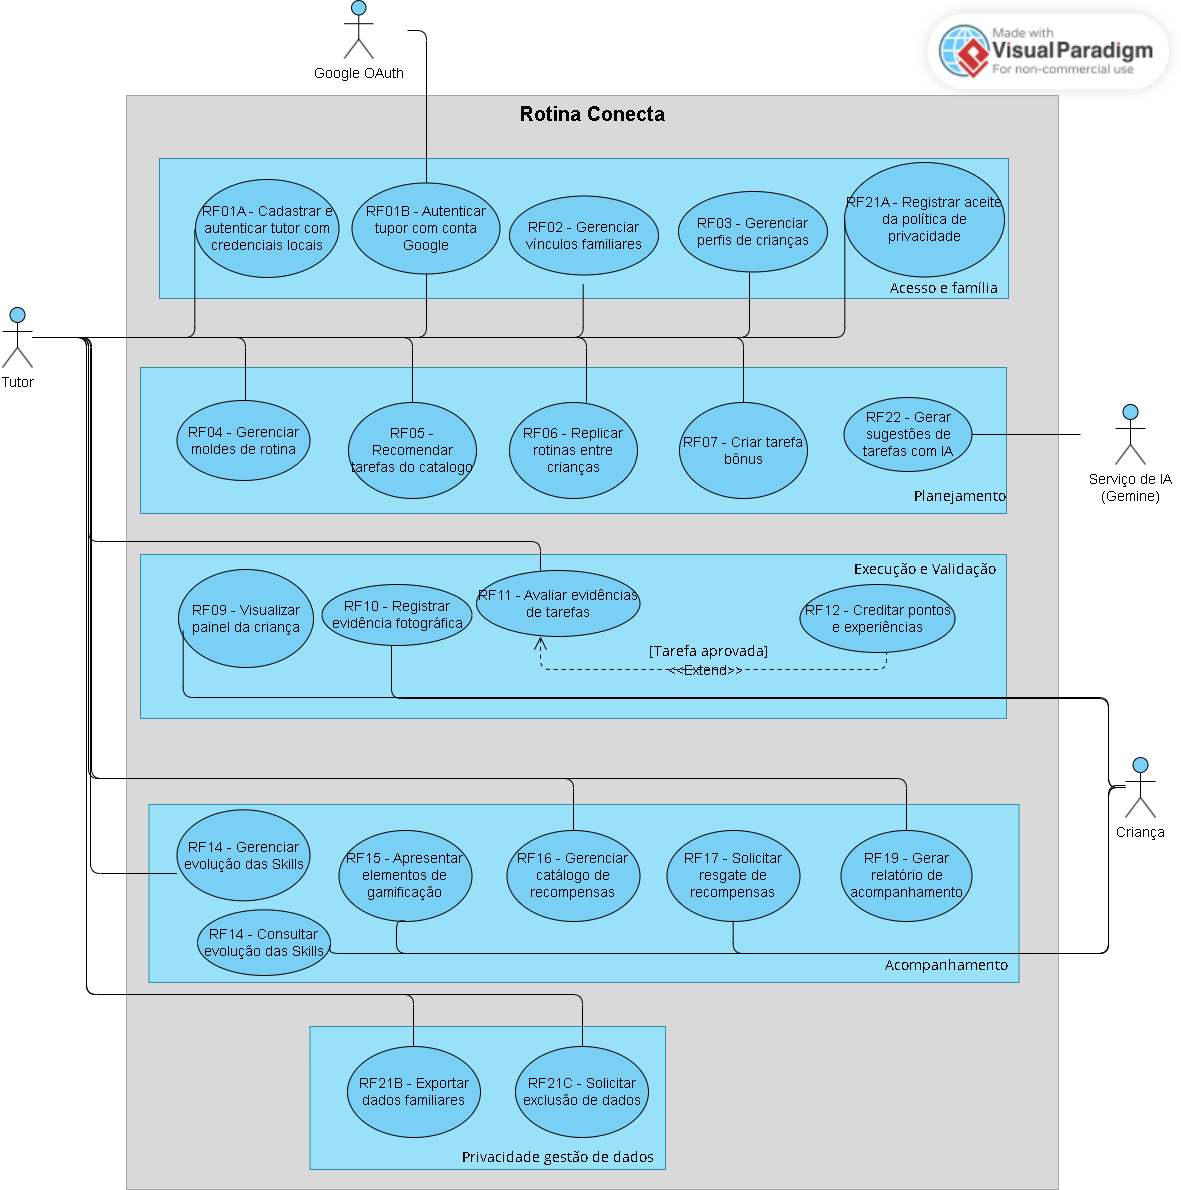 Made with
VisualParadigm
For non-commercial use
Google OAuth
Rotina Conecta
RF01A - Cadastrar e
autenticar tutor com
credenciais locais
RF01B - Autenticar
tupor com conta
Google
RF02 - Gerenciar
vínculos familiares
RF03 - Gerenciar
perfis de crianças
RF21A - Registrar aceite
da política de
privacidade
Acesso e família
Tutor
RF04 - Gerenciar
moldes de rotina
RF05 -
Recomendar
tarefas do catalogo
RF06 - Replicar
rotinas entre
crianças
RF07 - Criar tarefa
bônus
RF22 - Gerar
sugestões de
tarefas com IA
Planejamento
Serviço de IA
(Gemine)
Execução e Validação
RF09 - Visualizar
painel da criança
RF10 - Registrar
evidência fotográfica
RF11 - Avaliar evidências
de tarefas
RF12 - Creditar pontos
e experiências
[Tarefa aprovada]
<<Extend>>
Criança
RF14 - Gerenciar
evolução das Skills
RF15 - Apresentar
elementos de
gamificação
RF16 - Gerenciar
catálogo de
recompensas
RF17 - Solicitar
resgate de
recompensas
RF19 - Gerar
relatório de
acompanhamento
RF14 - Consultar
evolução das Skills
Acompanhamento
RF21B - Exportar
dados familiares
RF21C - Solicitar
exclusão de dados
Privacidade gestão de dados